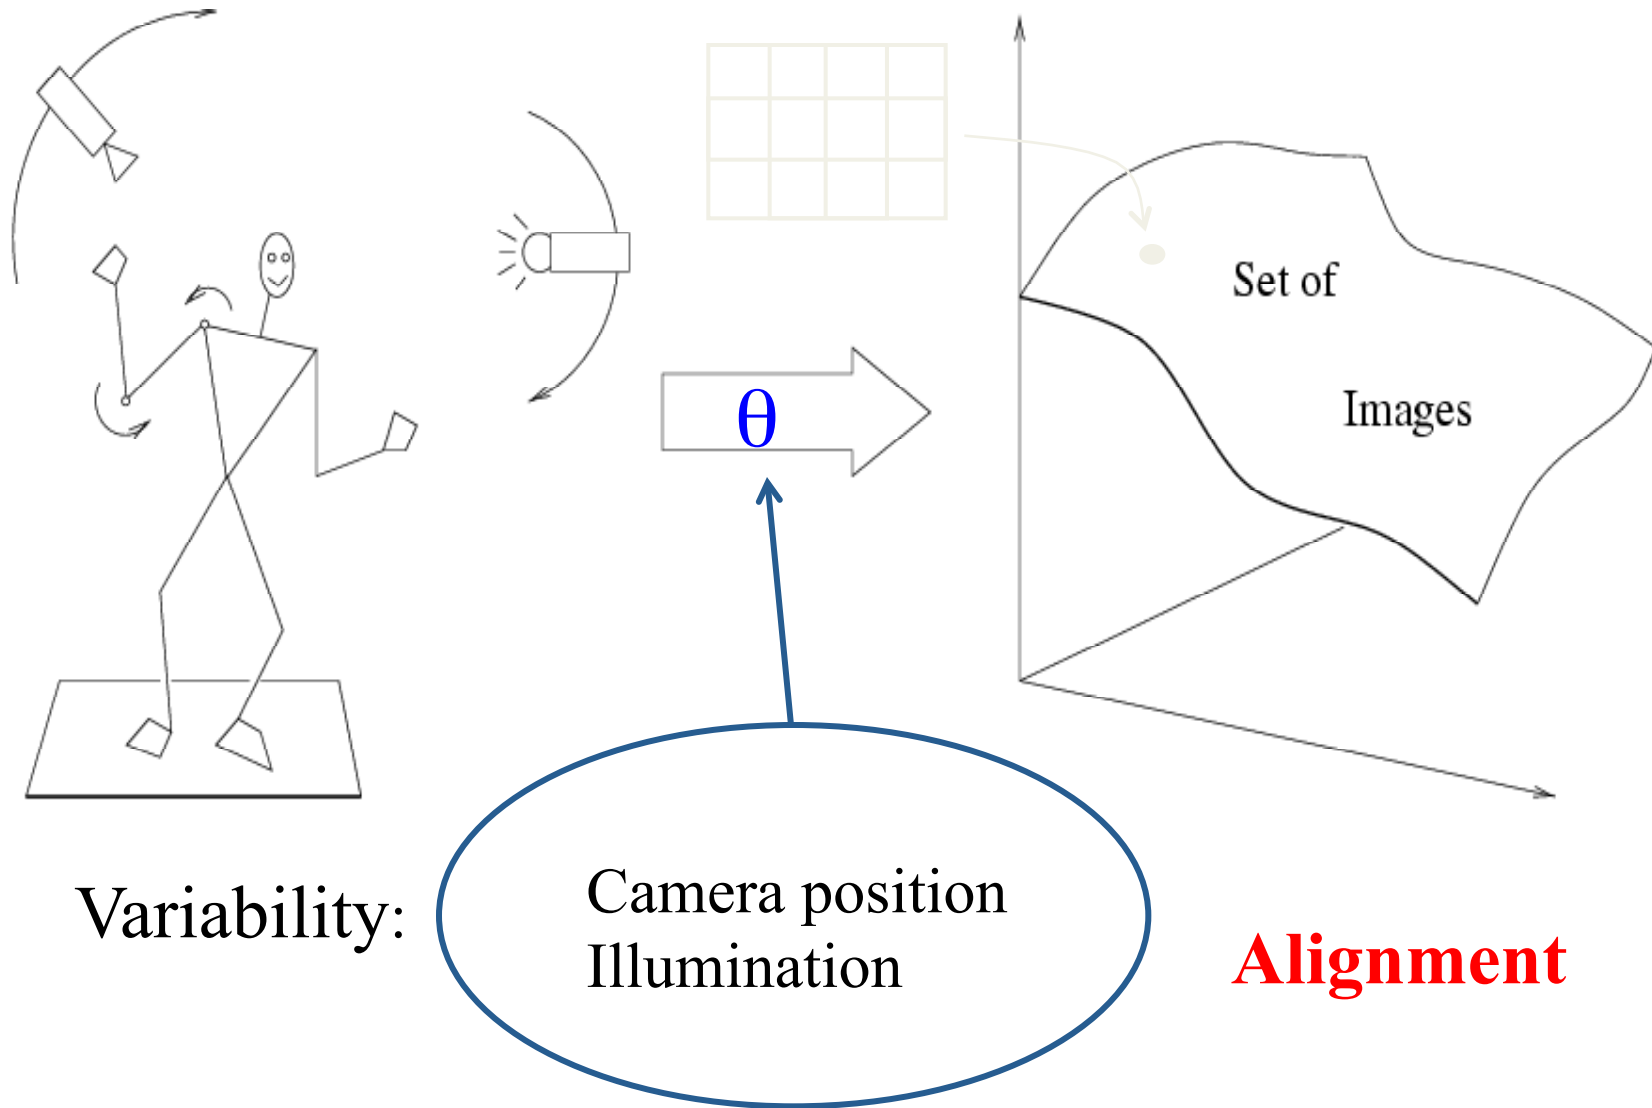 Set of
Images
θ
Variability:
Camera position
Illumination
Alignment